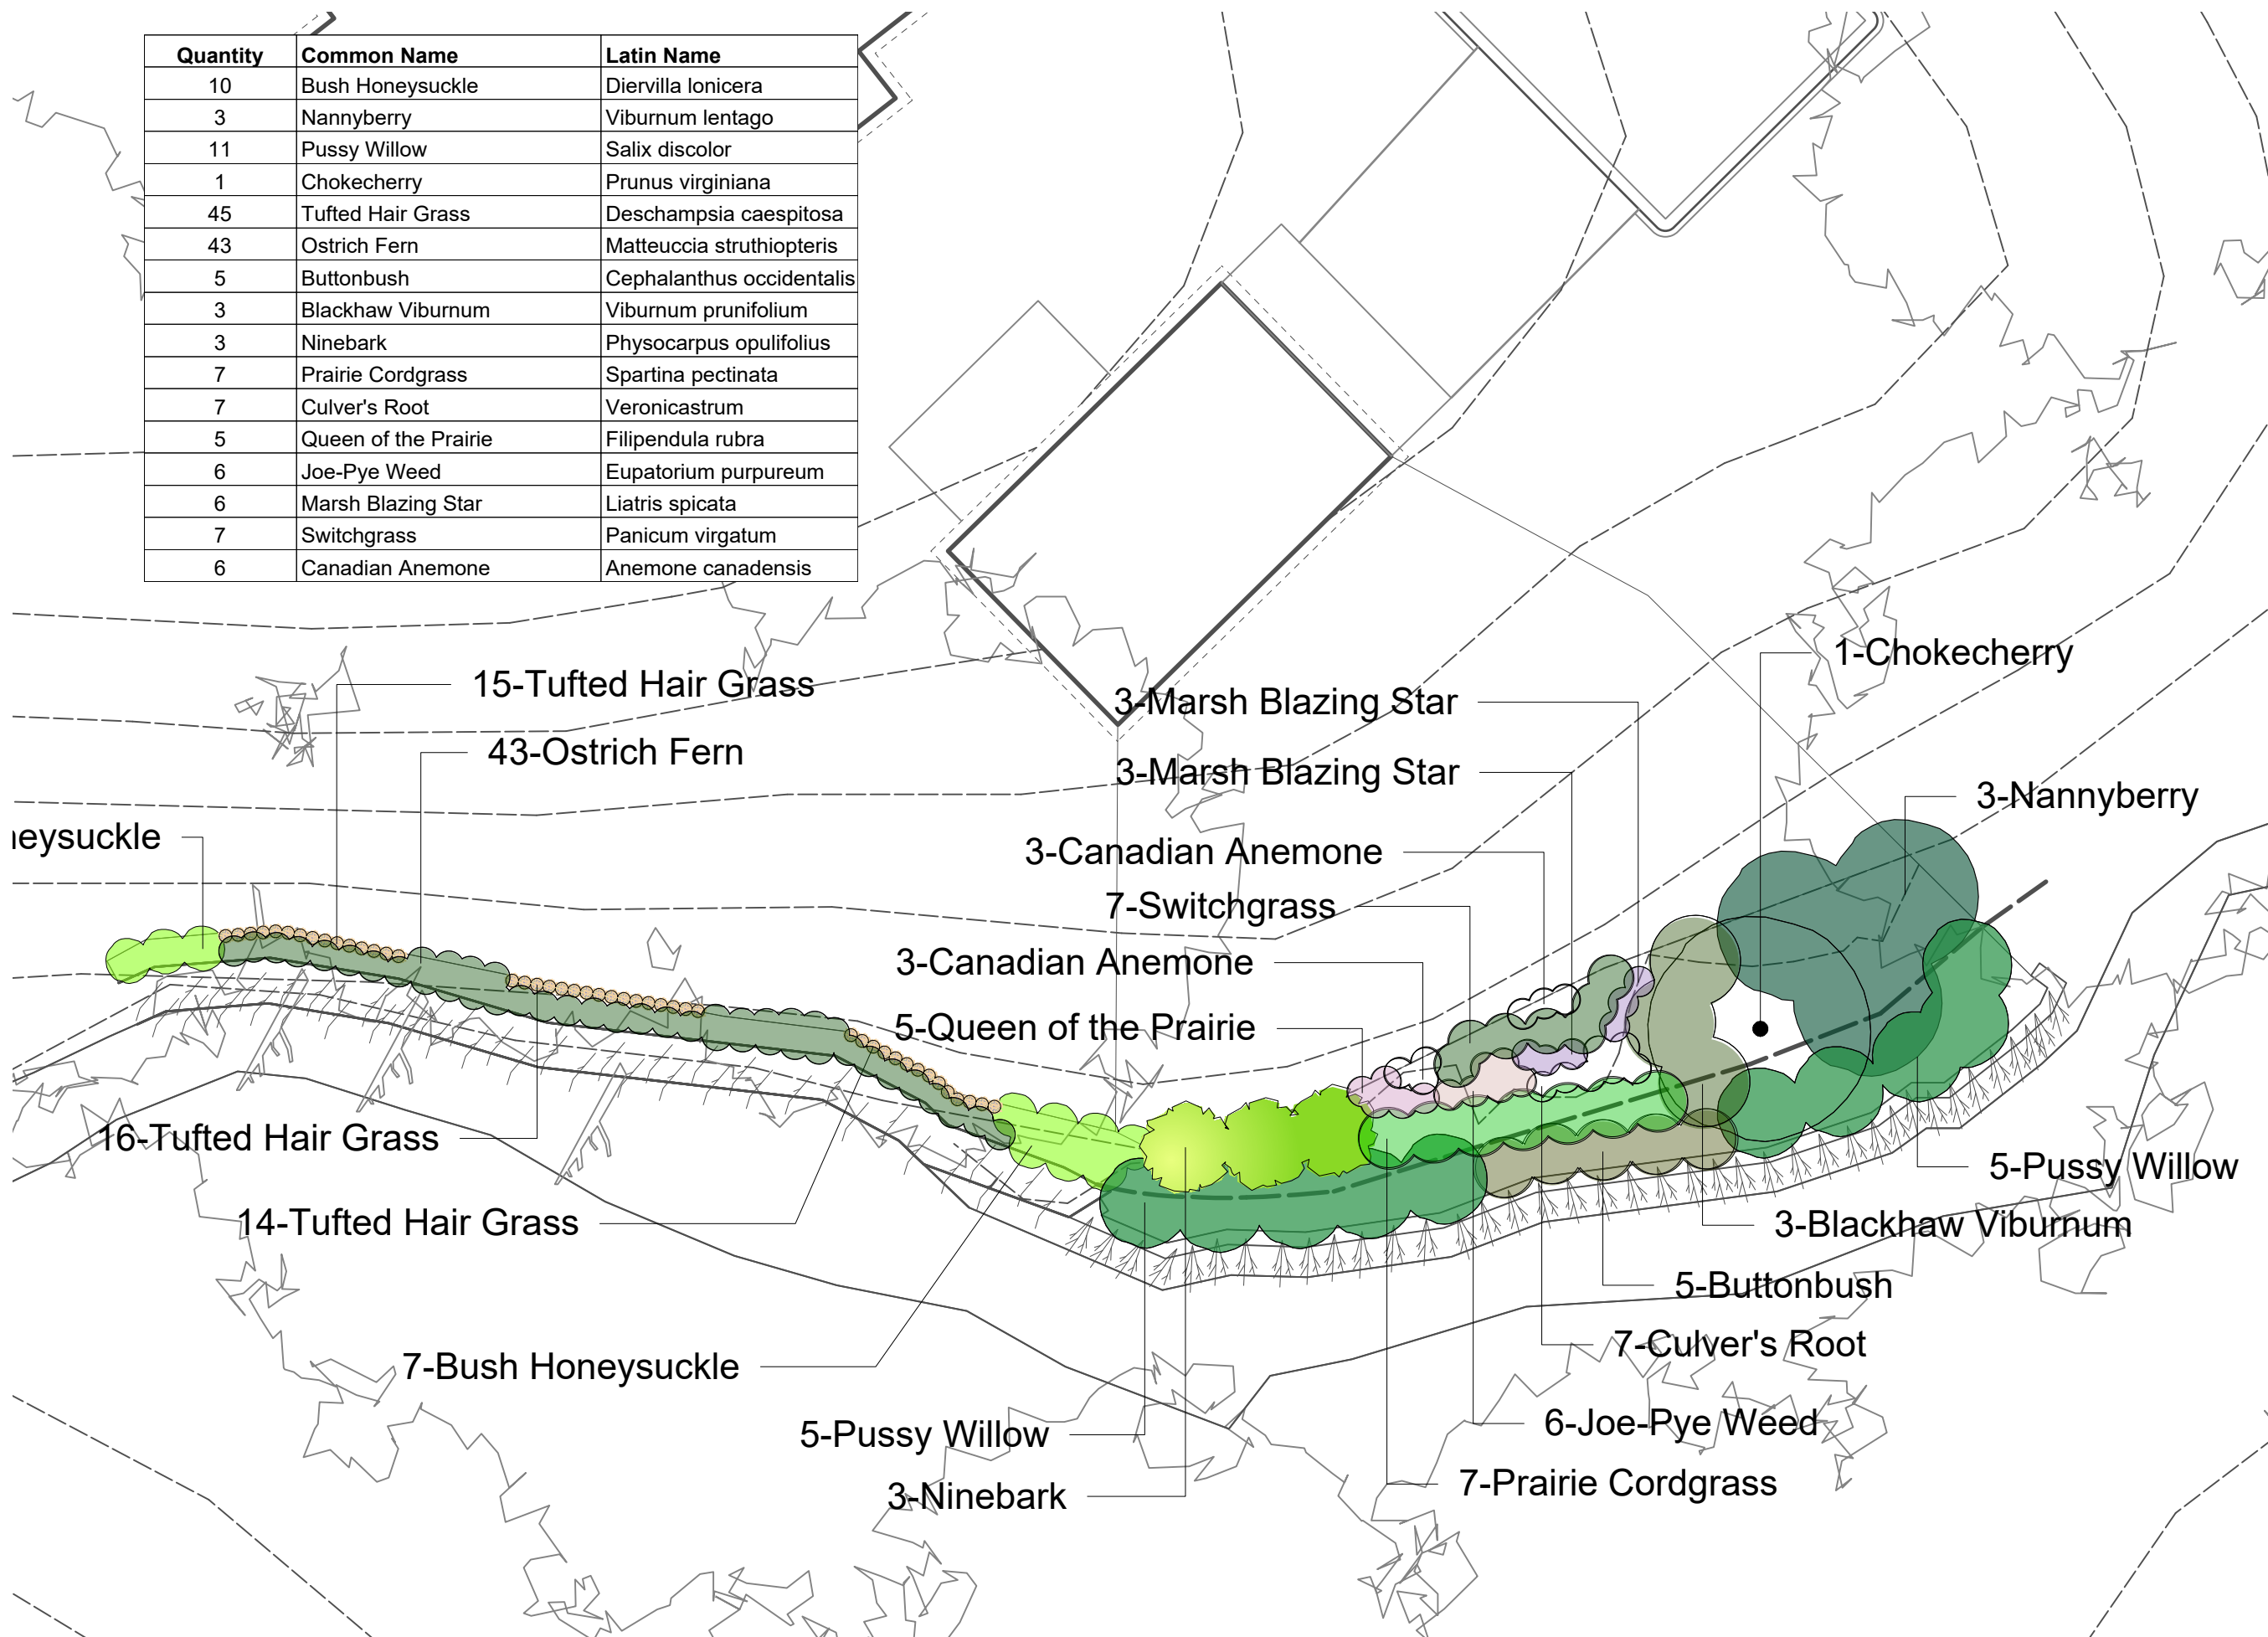 Quantity Common Name Latin Name
10 Bush Honeysuckle Diervilla lonicera
3 Nannyberry Viburnum lentago
11 Pussy Willow Salix discolor
1 Chokecherry Prunus virginiana
45 Tufted Hair Grass Deschampsia caespitosa
43 Ostrich Fern Matteuccia struthiopteris
5 Buttonbush Cephalanthus occidentalis
3 Blackhaw Viburnum Viburnum prunifolium
3 Ninebark Physocarpus opulifolius
7 Prairie Cordgrass Spartina pectinata
7 Culver's Root Veronicastrum
5 Queen of the Prairie Filipendula rubra
6 Joe-Pye Weed Eupatorium purpureum
6 Marsh Blazing Star Liatris spicata
7 Switchgrass Panicum virgatum
6 Canadian Anemone Anemone canadensis
1-Chokecherry
15-Tufted Hair Grass
3-Marsh Blazing Star
43-Ostrich Fern
3-Marsh Blazing Star
3-Nannyberry
eysuckle
3-Canadian Anemone
7-Switchgrass
3-Canadian Anemone
5-Queen of the Prairie
16-Tufted Hair Grass
5-Pussy Willow
14-Tufted Hair Grass
3-Blackhaw Viburnum
5-Buttonbush
7-Culver's Root
7-Bush Honeysuckle
6-Joe-Pye Weed
5-Pussy Willow
7-Prairie Cordgrass
3-Ninebark